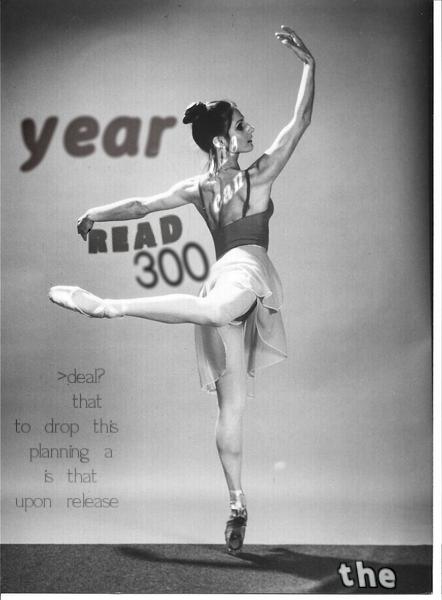 year
READ
300
>deal?
that
to drop this
planning a
is that
upon release
the